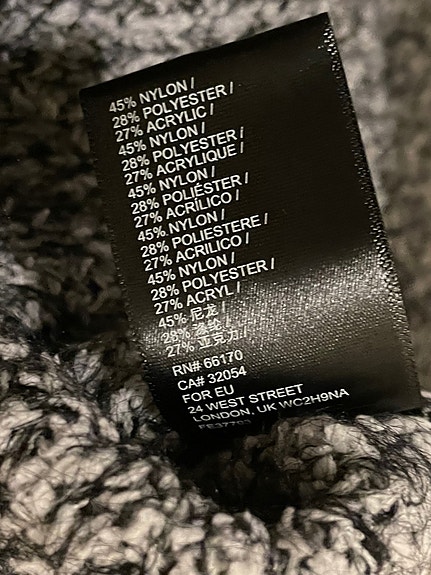 45% NYLON /
28% POLYESTER /
27% ACRYLIC /
45% NYLON /
28% POLYESTER /
27% ACRYLIQUE /
45% NYLON /
28% POLIÉSTER /
27% ACRÍLICO /
45% NYLON /
28% POLIESTERE /
27% ACRILICO /
45% NYLON /
28% POLYESTER /
27% ACRYL /
45% 尼龙 /
28% 涤纶 /
27% 亚克力 /
RN# 66170
CA# 32054
FOR EU
24 WEST STREET
LONDON, UK WC2H9NA